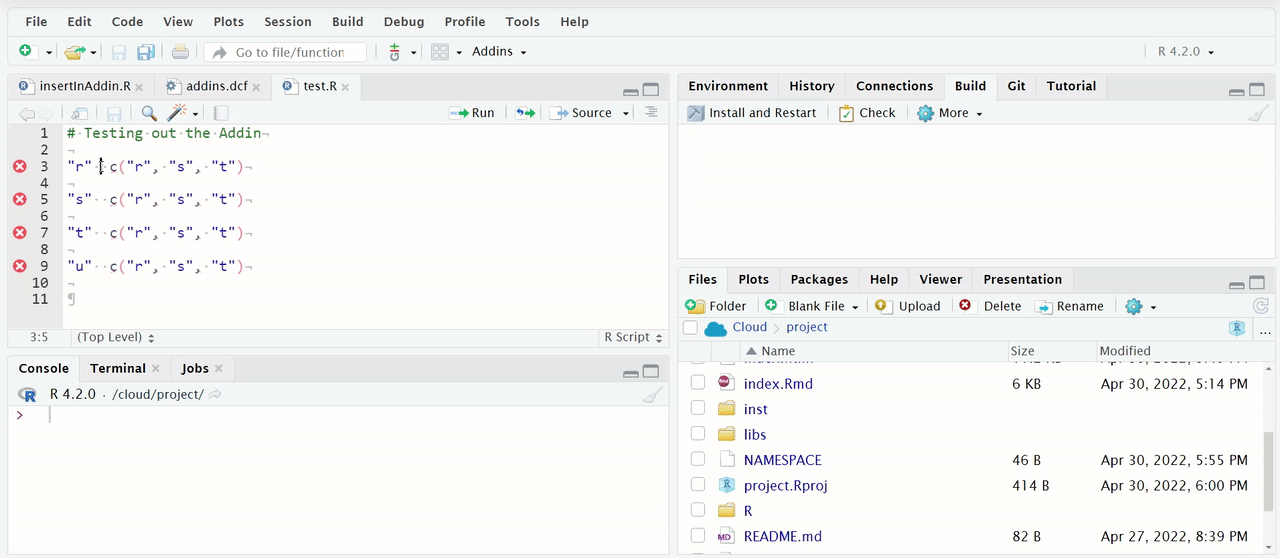 File Edit Code View Plots Session Build Debug Profile Tools Help
Go to file/function Addins R 4.2.0
insertInAddin.R addins.dcf test.R
Run Source
1 # Testing out the Addin
2
3 "r" c("r", "s", "t")
4
5 "s" c("r", "s", "t")
6
7 "t" c("r", "s", "t")
8
9 "u" c("r", "s", "t")
10
11
3:5 (Top Level) R Script
Console Terminal Jobs
R 4.2.0 · /cloud/project/
>
Environment History Connections Build Git Tutorial
Install and Restart Check More
Files Plots Packages Help Viewer Presentation
Folder Blank File Upload Delete Rename
Cloud project R ...
Name Size Modified
index.Rmd 6 KB Apr 30, 2022, 5:14 PM
inst
libs
NAMESPACE 46 B Apr 30, 2022, 5:55 PM
project.Rproj 414 B Apr 30, 2022, 6:00 PM
R
README.md 82 B Apr 27, 2022, 8:39 PM